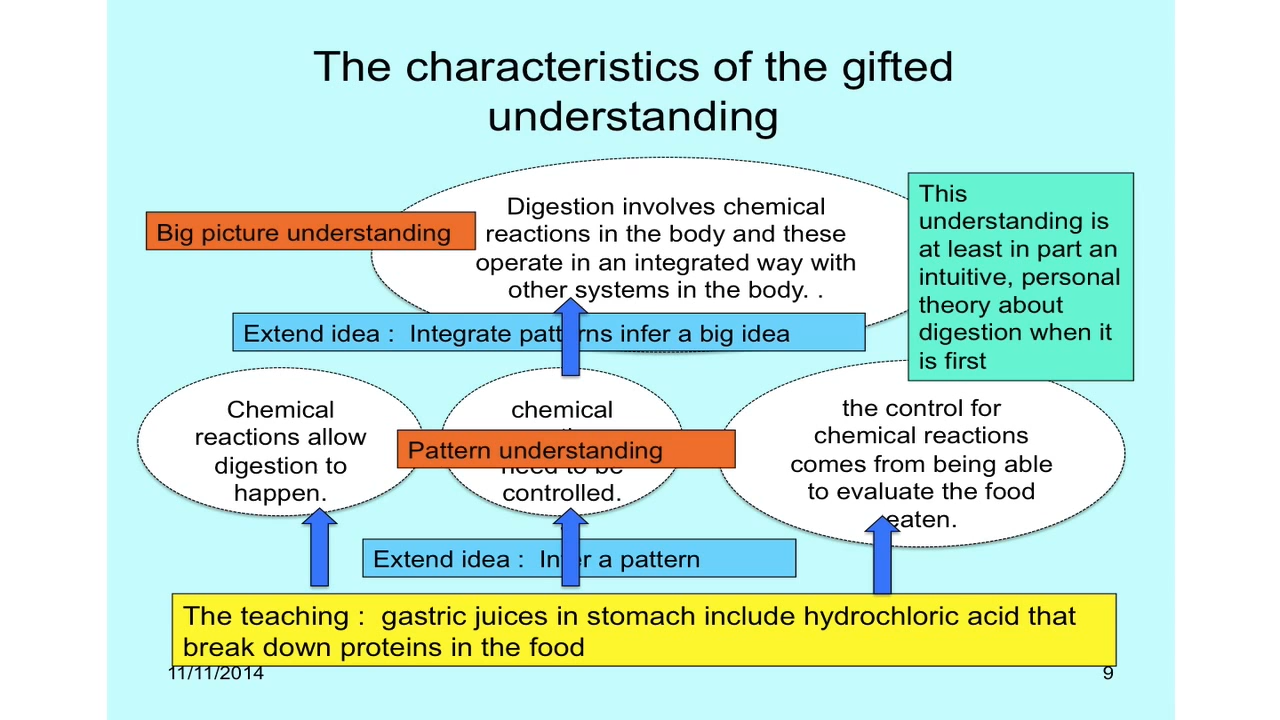 The characteristics of the gifted
understanding
Big picture understanding
Digestion involves chemical
reactions in the body and these
operate in an integrated way with
other systems in the body. .
This
understanding is
at least in part an
intuitive, personal
theory about
digestion when it
is first
Extend idea : Integrate patterns infer a big idea
Chemical
reactions allow
digestion to
happen.
chemical
need to be
controlled.
Pattern understanding
the control for
chemical reactions
comes from being able
to evaluate the food
eaten.
Extend idea : Infer a pattern
The teaching : gastric juices in stomach include hydrochloric acid that
break down proteins in the food
11/11/2014
9